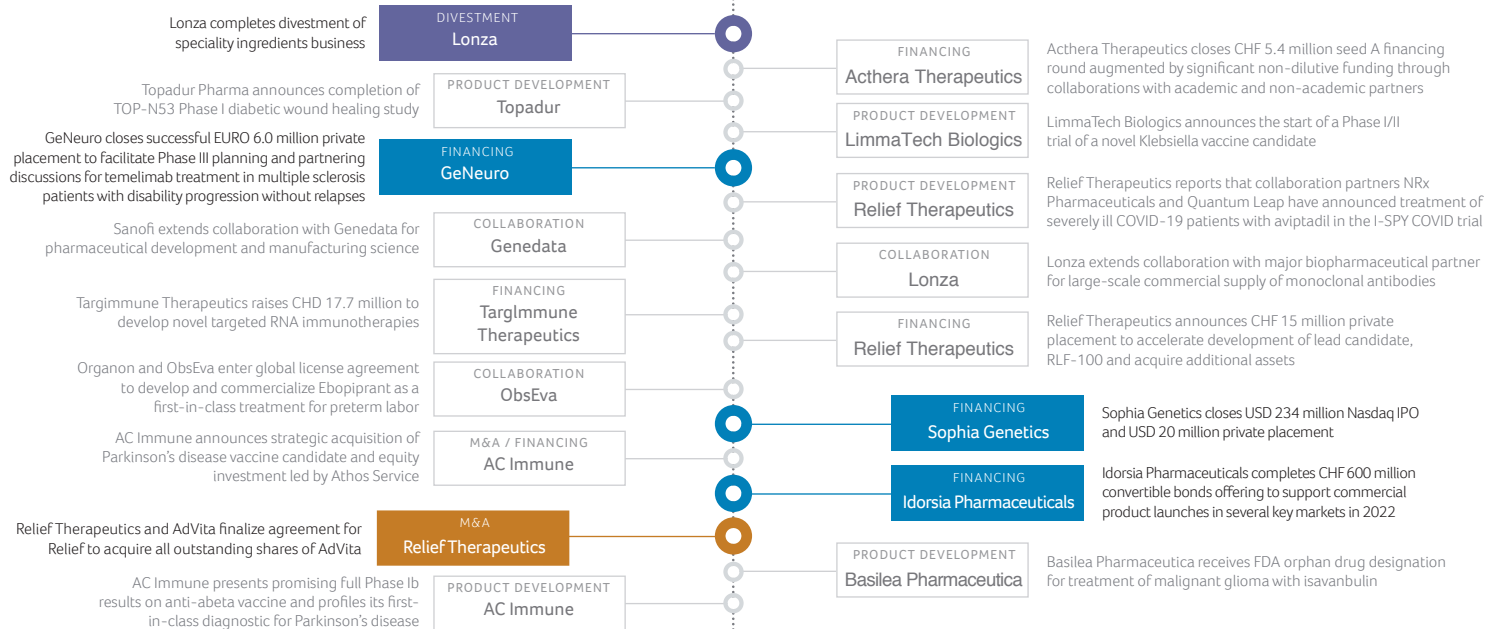 Lonza completes divestment of
speciality ingredients business
DIVESTMENT
Lonza
FINANCING
Acthera Therapeutics
Acthera Therapeutics closes CHF 5.4 million seed A financing
round augmented by significant non-dilutive funding through
collaborations with academic and non-academic partners
Topadur Pharma announces completion of
TOP-N53 Phase I diabetic wound healing study
PRODUCT DEVELOPMENT
Topadur
PRODUCT DEVELOPMENT
LimmaTech Biologics
LimmaTech Biologics announces the start of a Phase I/II
trial of a novel Klebsiella vaccine candidate
GeNeuro closes successful EURO 6.0 million private
placement to facilitate Phase III planning and partnering
discussions for temelimab treatment in multiple sclerosis
patients with disability progression without relapses
FINANCING
GeNeuro
PRODUCT DEVELOPMENT
Relief Therapeutics
Relief Therapeutics reports that collaboration partners NRx
Pharmaceuticals and Quantum Leap have announced treatment of
severely ill COVID-19 patients with aviptadil in the I-SPY COVID trial
Sanofi extends collaboration with Genedata for
pharmaceutical development and manufacturing science
COLLABORATION
Genedata
COLLABORATION
Lonza
Lonza extends collaboration with major biopharmaceutical partner
for large-scale commercial supply of monoclonal antibodies
Targimmune Therapeutics raises CHD 17.7 million to
develop novel targeted RNA immunotherapies
FINANCING
TargImmune
Therapeutics
FINANCING
Relief Therapeutics
Relief Therapeutics announces CHF 15 million private
placement to accelerate development of lead candidate,
RLF-100 and acquire additional assets
Organon and ObsEva enter global license agreement
to develop and commercialize Ebopiprant as a
first-in-class treatment for preterm labor
COLLABORATION
ObsEva
FINANCING
Sophia Genetics
Sophia Genetics closes USD 234 million Nasdaq IPO
and USD 20 million private placement
AC Immune announces strategic acquisition of
Parkinson's disease vaccine candidate and equity
investment led by Athos Service
M&A / FINANCING
AC Immune
FINANCING
Idorsia Pharmaceuticals
Idorsia Pharmaceuticals completes CHF 600 million
convertible bonds offering to support commercial
product launches in several key markets in 2022
Relief Therapeutics and AdVita finalize agreement for
Relief to acquire all outstanding shares of AdVita
M&A
Relief Therapeutics
PRODUCT DEVELOPMENT
Basilea Pharmaceutica
Basilea Pharmaceutica receives FDA orphan drug designation
for treatment of malignant glioma with isavanbulin
AC Immune presents promising full Phase Ib
results on anti-abeta vaccine and profiles its first-
in-class diagnostic for Parkinson's disease
PRODUCT DEVELOPMENT
AC Immune